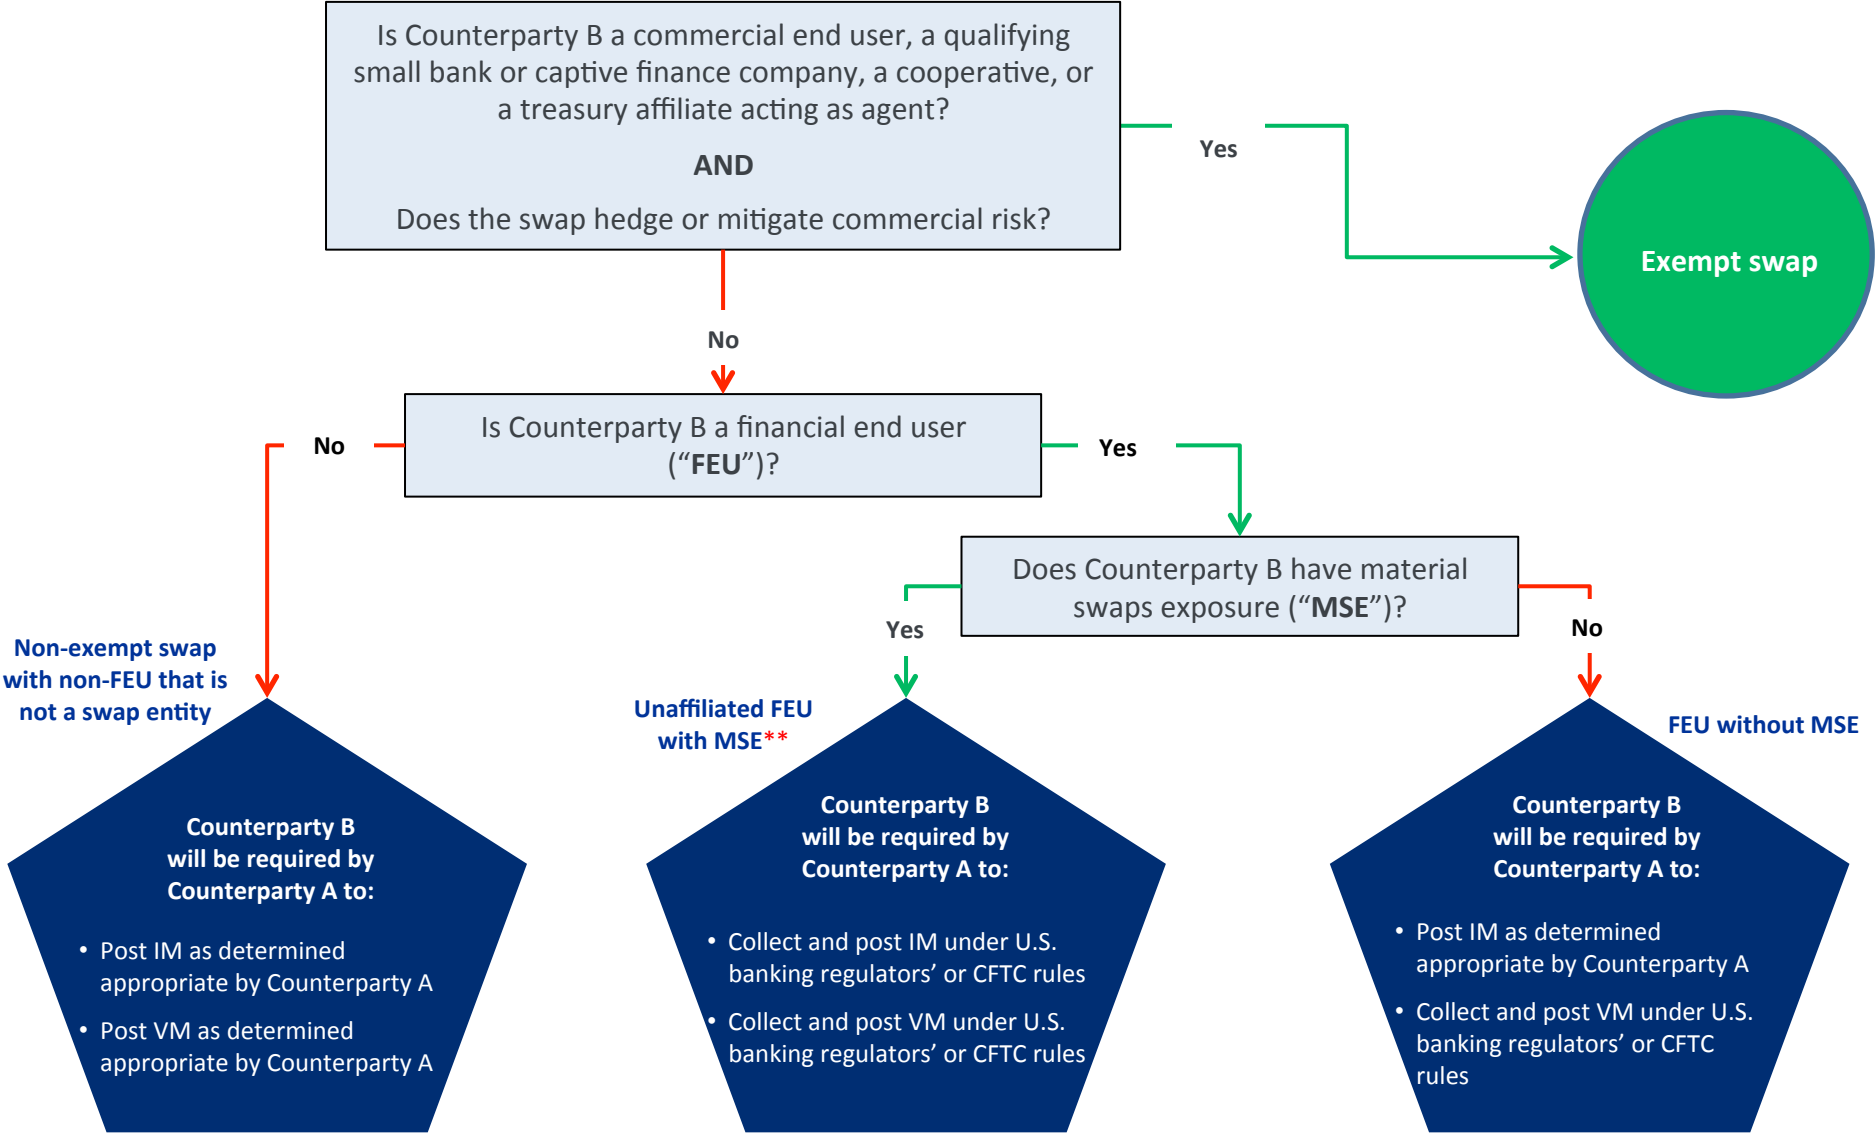 Is Counterparty B a commercial end user, a qualifying
small bank or captive finance company, a cooperative, or
a treasury affiliate acting as agent?
AND
Does the swap hedge or mitigate commercial risk?
Yes
Exempt swap
No
Is Counterparty B a financial end user
(“FEU”)?
No
Yes
Does Counterparty B have material
swaps exposure (“MSE”)?
Yes
No
Non-exempt swap
with non-FEU that is
not a swap entity
Counterparty B
will be required by
Counterparty A to:
• Post IM as determined
appropriate by Counterparty A
• Post VM as determined
appropriate by Counterparty A
Unaffiliated FEU
with MSE**
Counterparty B
will be required by
Counterparty A to:
• Collect and post IM under U.S.
banking regulators’ or CFTC rules
• Collect and post VM under U.S.
banking regulators’ or CFTC rules
FEU without MSE
Counterparty B
will be required by
Counterparty A to:
• Post IM as determined
appropriate by Counterparty A
• Collect and post VM under U.S.
banking regulators’ or CFTC
rules